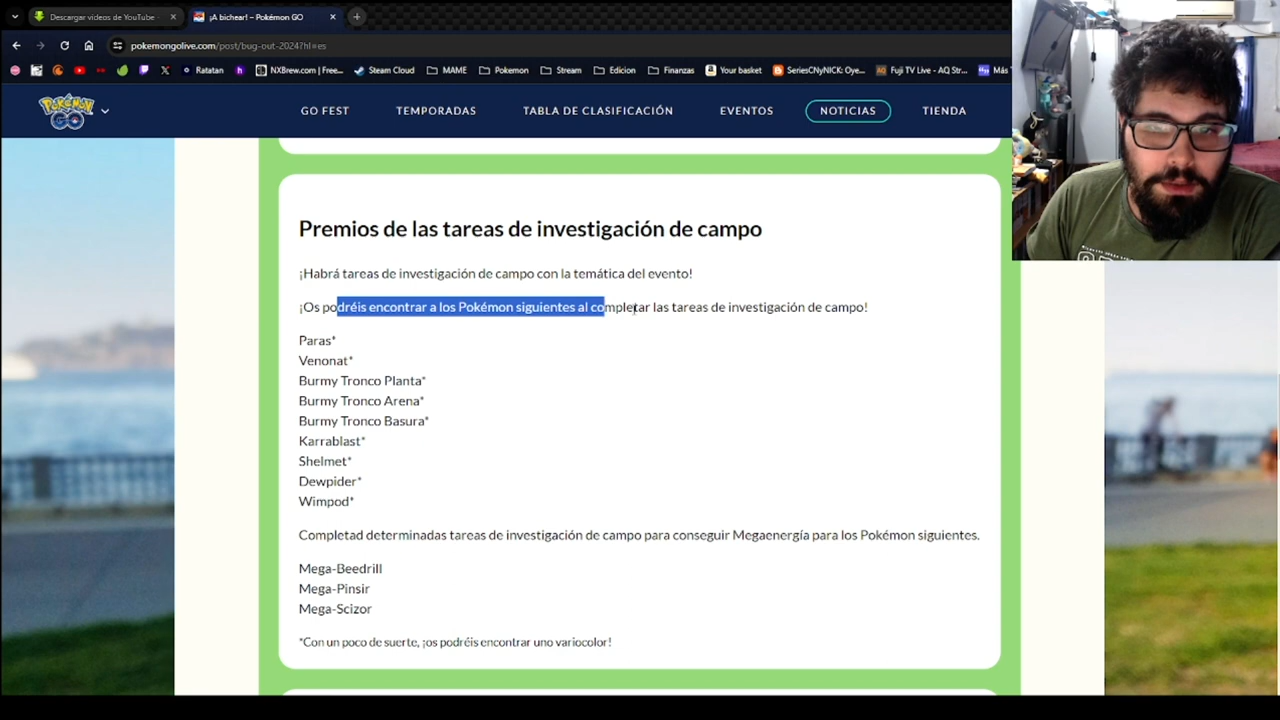 Descargar videos de YouTube -
¡A bichear! – Pokémon GO
pokemongolive.com/post/bug-out-2024?hl=es
Ratatan
NXBrew.com | Free...
Steam Cloud
MAME
Pokemon
Stream
Edicion
Finanzas
Your basket
SeriesCNyNICK: Oye...
Fuji TV Live - AQ Str...
Más T
POKÉMON GO
GO FEST
TEMPORADAS
TABLA DE CLASIFICACIÓN
EVENTOS
NOTICIAS
TIENDA
Premios de las tareas de investigación de campo
¡Habrá tareas de investigación de campo con la temática del evento!
¡Os podréis encontrar a los Pokémon siguientes al completar las tareas de investigación de campo!
Paras*
Venonat*
Burmy Tronco Planta*
Burmy Tronco Arena*
Burmy Tronco Basura*
Karrablast*
Shelmet*
Dewpider*
Wimpod*
Completad determinadas tareas de investigación de campo para conseguir Megaenergía para los Pokémon siguientes.
Mega-Beedrill
Mega-Pinsir
Mega-Scizor
*Con un poco de suerte, ¡os podréis encontrar uno variocolor!